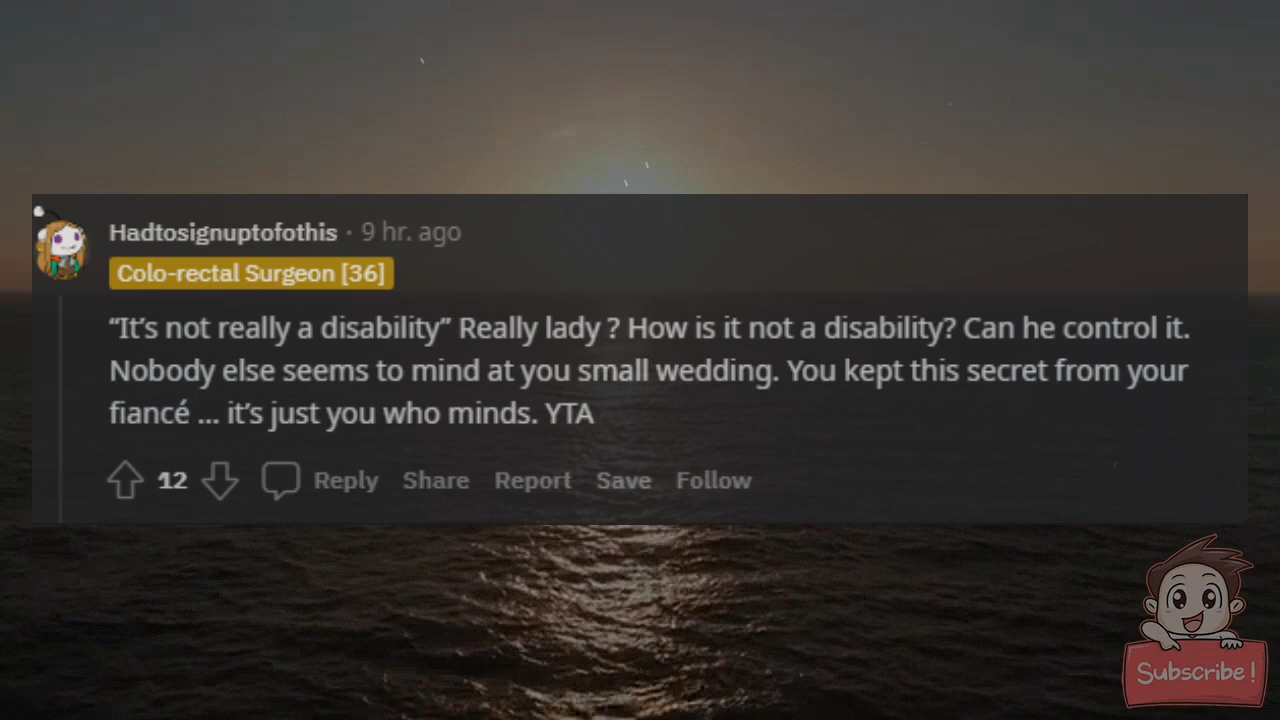 Hadtosignuptofothis · 9 hr. ago
Colo-rectal Surgeon [36]
“It’s not really a disability” Really lady ? How is it not a disability? Can he control it.
Nobody else seems to mind at you small wedding. You kept this secret from your
fiancé ... it’s just you who minds. YTA
12 Reply Share Report Save Follow
Subscribe!